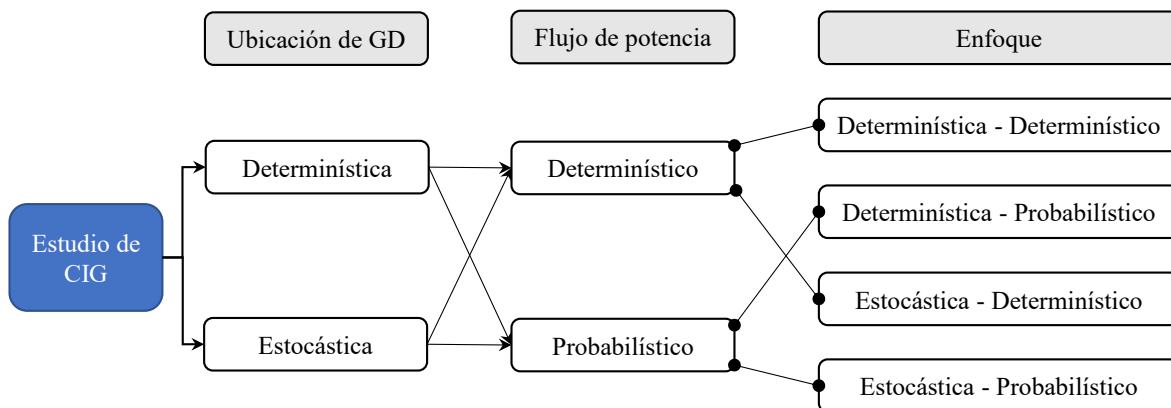 Ubicación de GD
Flujo de potencia
Enfoque
Estudio de
CIG
Determinística
Estocástica
Determinístico
Probabilístico
Determinística - Determinístico
Determinística - Probabilístico
Estocástica - Determinístico
Estocástica - Probabilístico